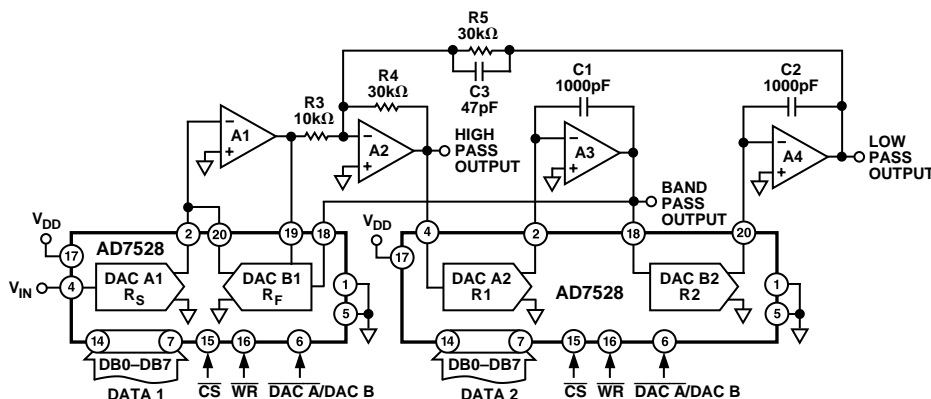 R5
30kΩ
C3
47pF
R4
30kΩ
R3
10kΩ
C1
1000pF
C2
1000pF
A1
A2
A3
A4
HIGH
PASS
OUTPUT
BAND
PASS
OUTPUT
LOW
PASS
OUTPUT
VDD
17
2
20
19
18
AD7528
VIN
4
DAC A1
RS
DAC B1
RF
1
5
14
7
15
16
6
DB0–DB7
DATA 1
CS
WR
DAC A/DAC B
VDD
17
4
2
18
20
DAC A2
R1
AD7528
DAC B2
R2
1
5
14
7
15
16
6
DB0–DB7
DATA 2
CS
WR
DAC A/DAC B